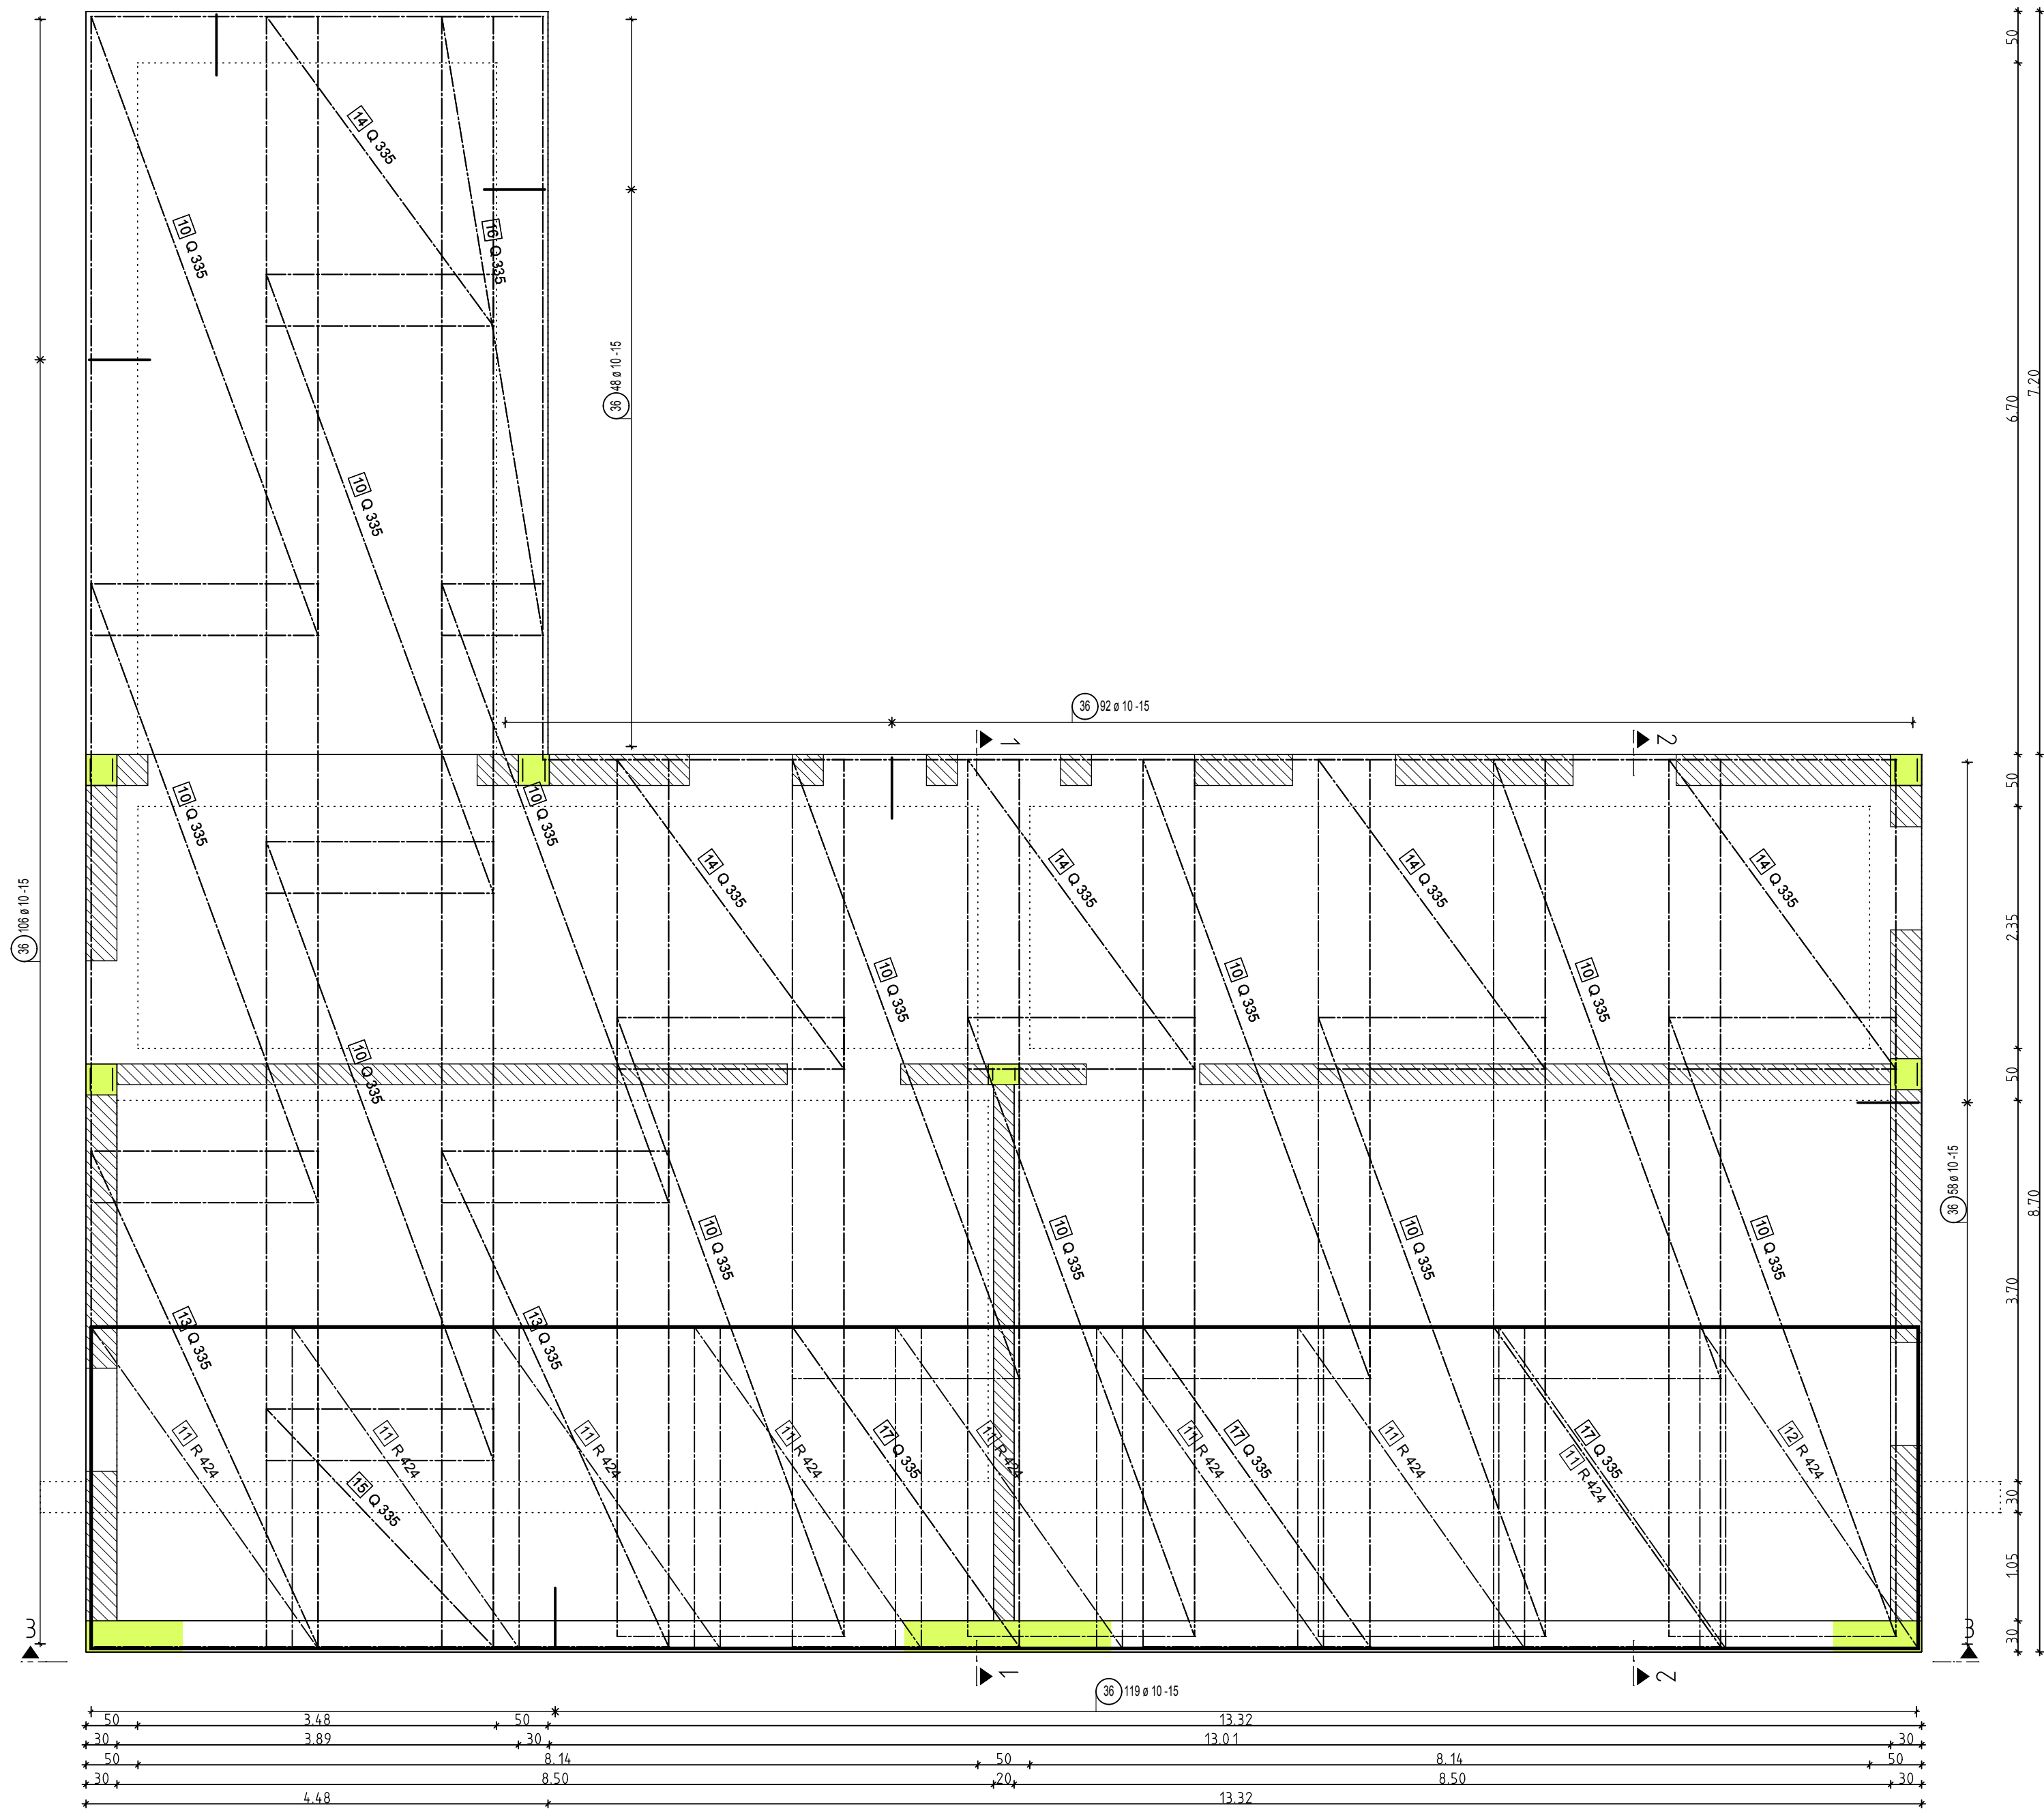 50
7.20
6.70
14 Q 335
10 Q 335
16 Q 335
36 48 ø 10 -15
10 Q 335
36 92 ø 10 -15
1
2
50
10 Q 335
10 Q 335
14 Q 335
14 Q 335
14 Q 335
14 Q 335
36 106 ø 10 -15
2.35
10 Q 335
10 Q 335
10 Q 335
10 Q 335
50
36 58 ø 10 -15
8.70
10 Q 335
10 Q 335
10 Q 335
10 Q 335
3.70
13 Q 335
13 Q 335
11 R 424
11 R 424
11 R 424
11 R 424
17 Q 335
11 R 424
11 R 424
17 Q 335
11 R 424
17 Q 335
11 R 424
12 R 424
15 Q 335
30
1.05
3
3
30
1
2
36 119 ø 10 -15
50 3.48 50 13.32
30 3.89 30 13.01 30
50 8.14 50 8.14 50
30 8.50 20 8.50 30
4.48 13.32